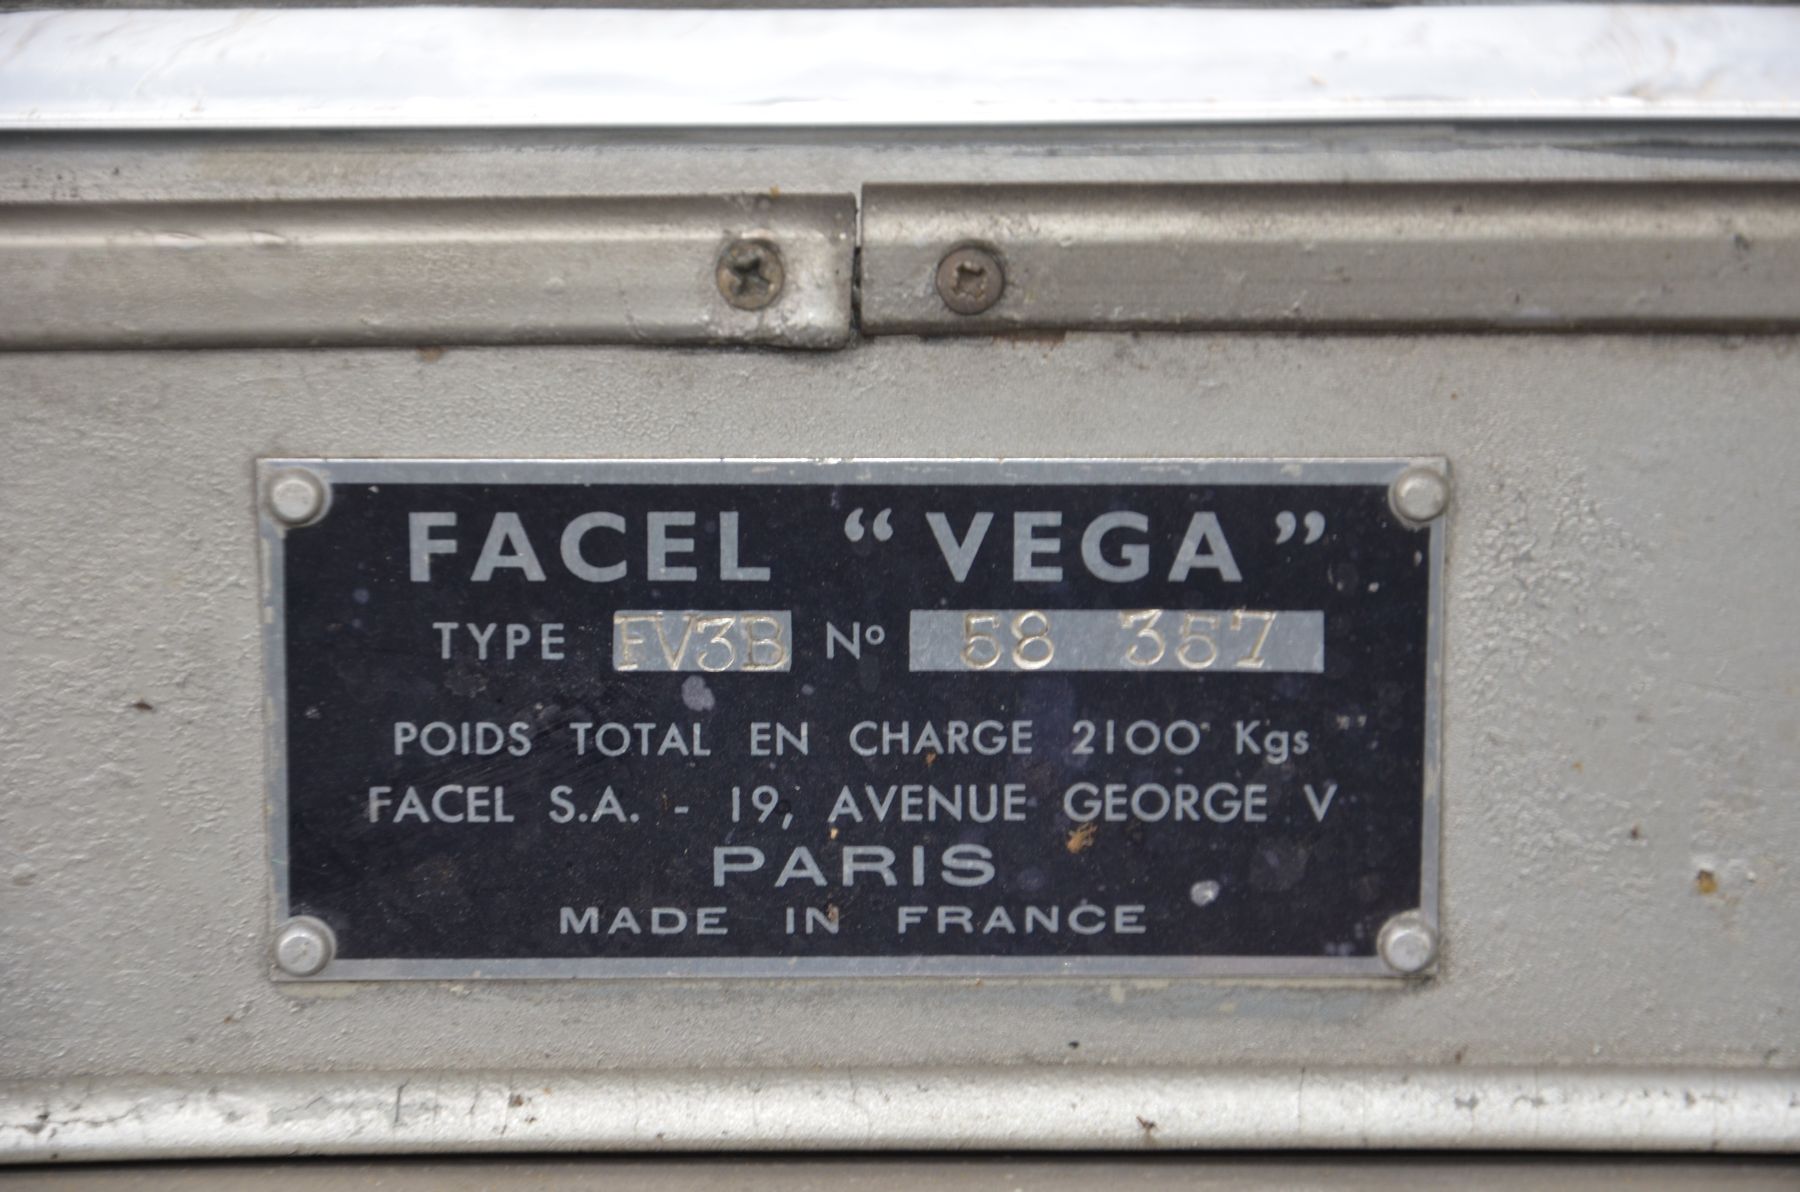 FACEL “VEGA”
TYPE FV3B Nº 58 357
POIDS TOTAL EN CHARGE 2100 Kgs
FACEL S.A. - 19, AVENUE GEORGE V
PARIS
MADE IN FRANCE